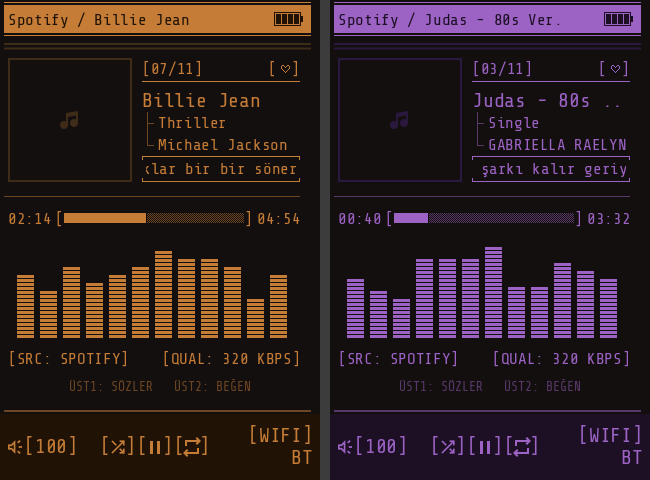 Spotify / Billie Jean
[07/11] [♡]
Billie Jean
Thriller
Michael Jackson
klar bir bir söner
02:14 [ ] 04:54
[SRC: SPOTIFY] [QUAL: 320 KBPS]
ÜST1: SÖZLER ÜST2: BEĞEN
[100] [ ][ ][ ] [WIFI]
BT
Spotify / Judas - 80s Ver.
[03/11] [♡]
Judas - 80s ..
Single
GABRIELLA RAELYN
şarkı kalır geriy
00:40 [ ] 03:32
[SRC: SPOTIFY] [QUAL: 320 KBPS]
ÜST1: SÖZLER ÜST2: BEĞEN
[100] [ ][ ][ ] [WIFI]
BT